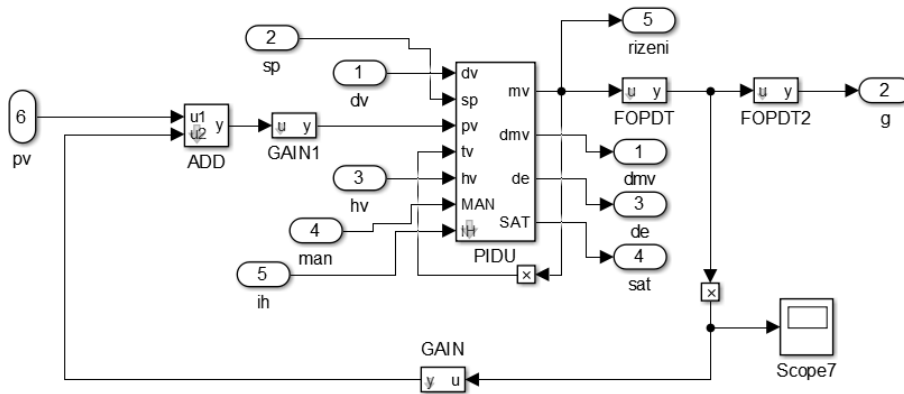 5
rizeni
2
sp
1
dv
dv
sp
pv
tv
hv
MAN
IH
mv
dmv
de
SAT
PIDU
u y
FOPDT
u y
FOPDT2
2
g
6
pv
u1
u2
y
ADD
u y
GAIN1
3
hv
4
man
5
ih
1
dmv
3
de
4
sat
×
×
Scope7
GAIN
y u